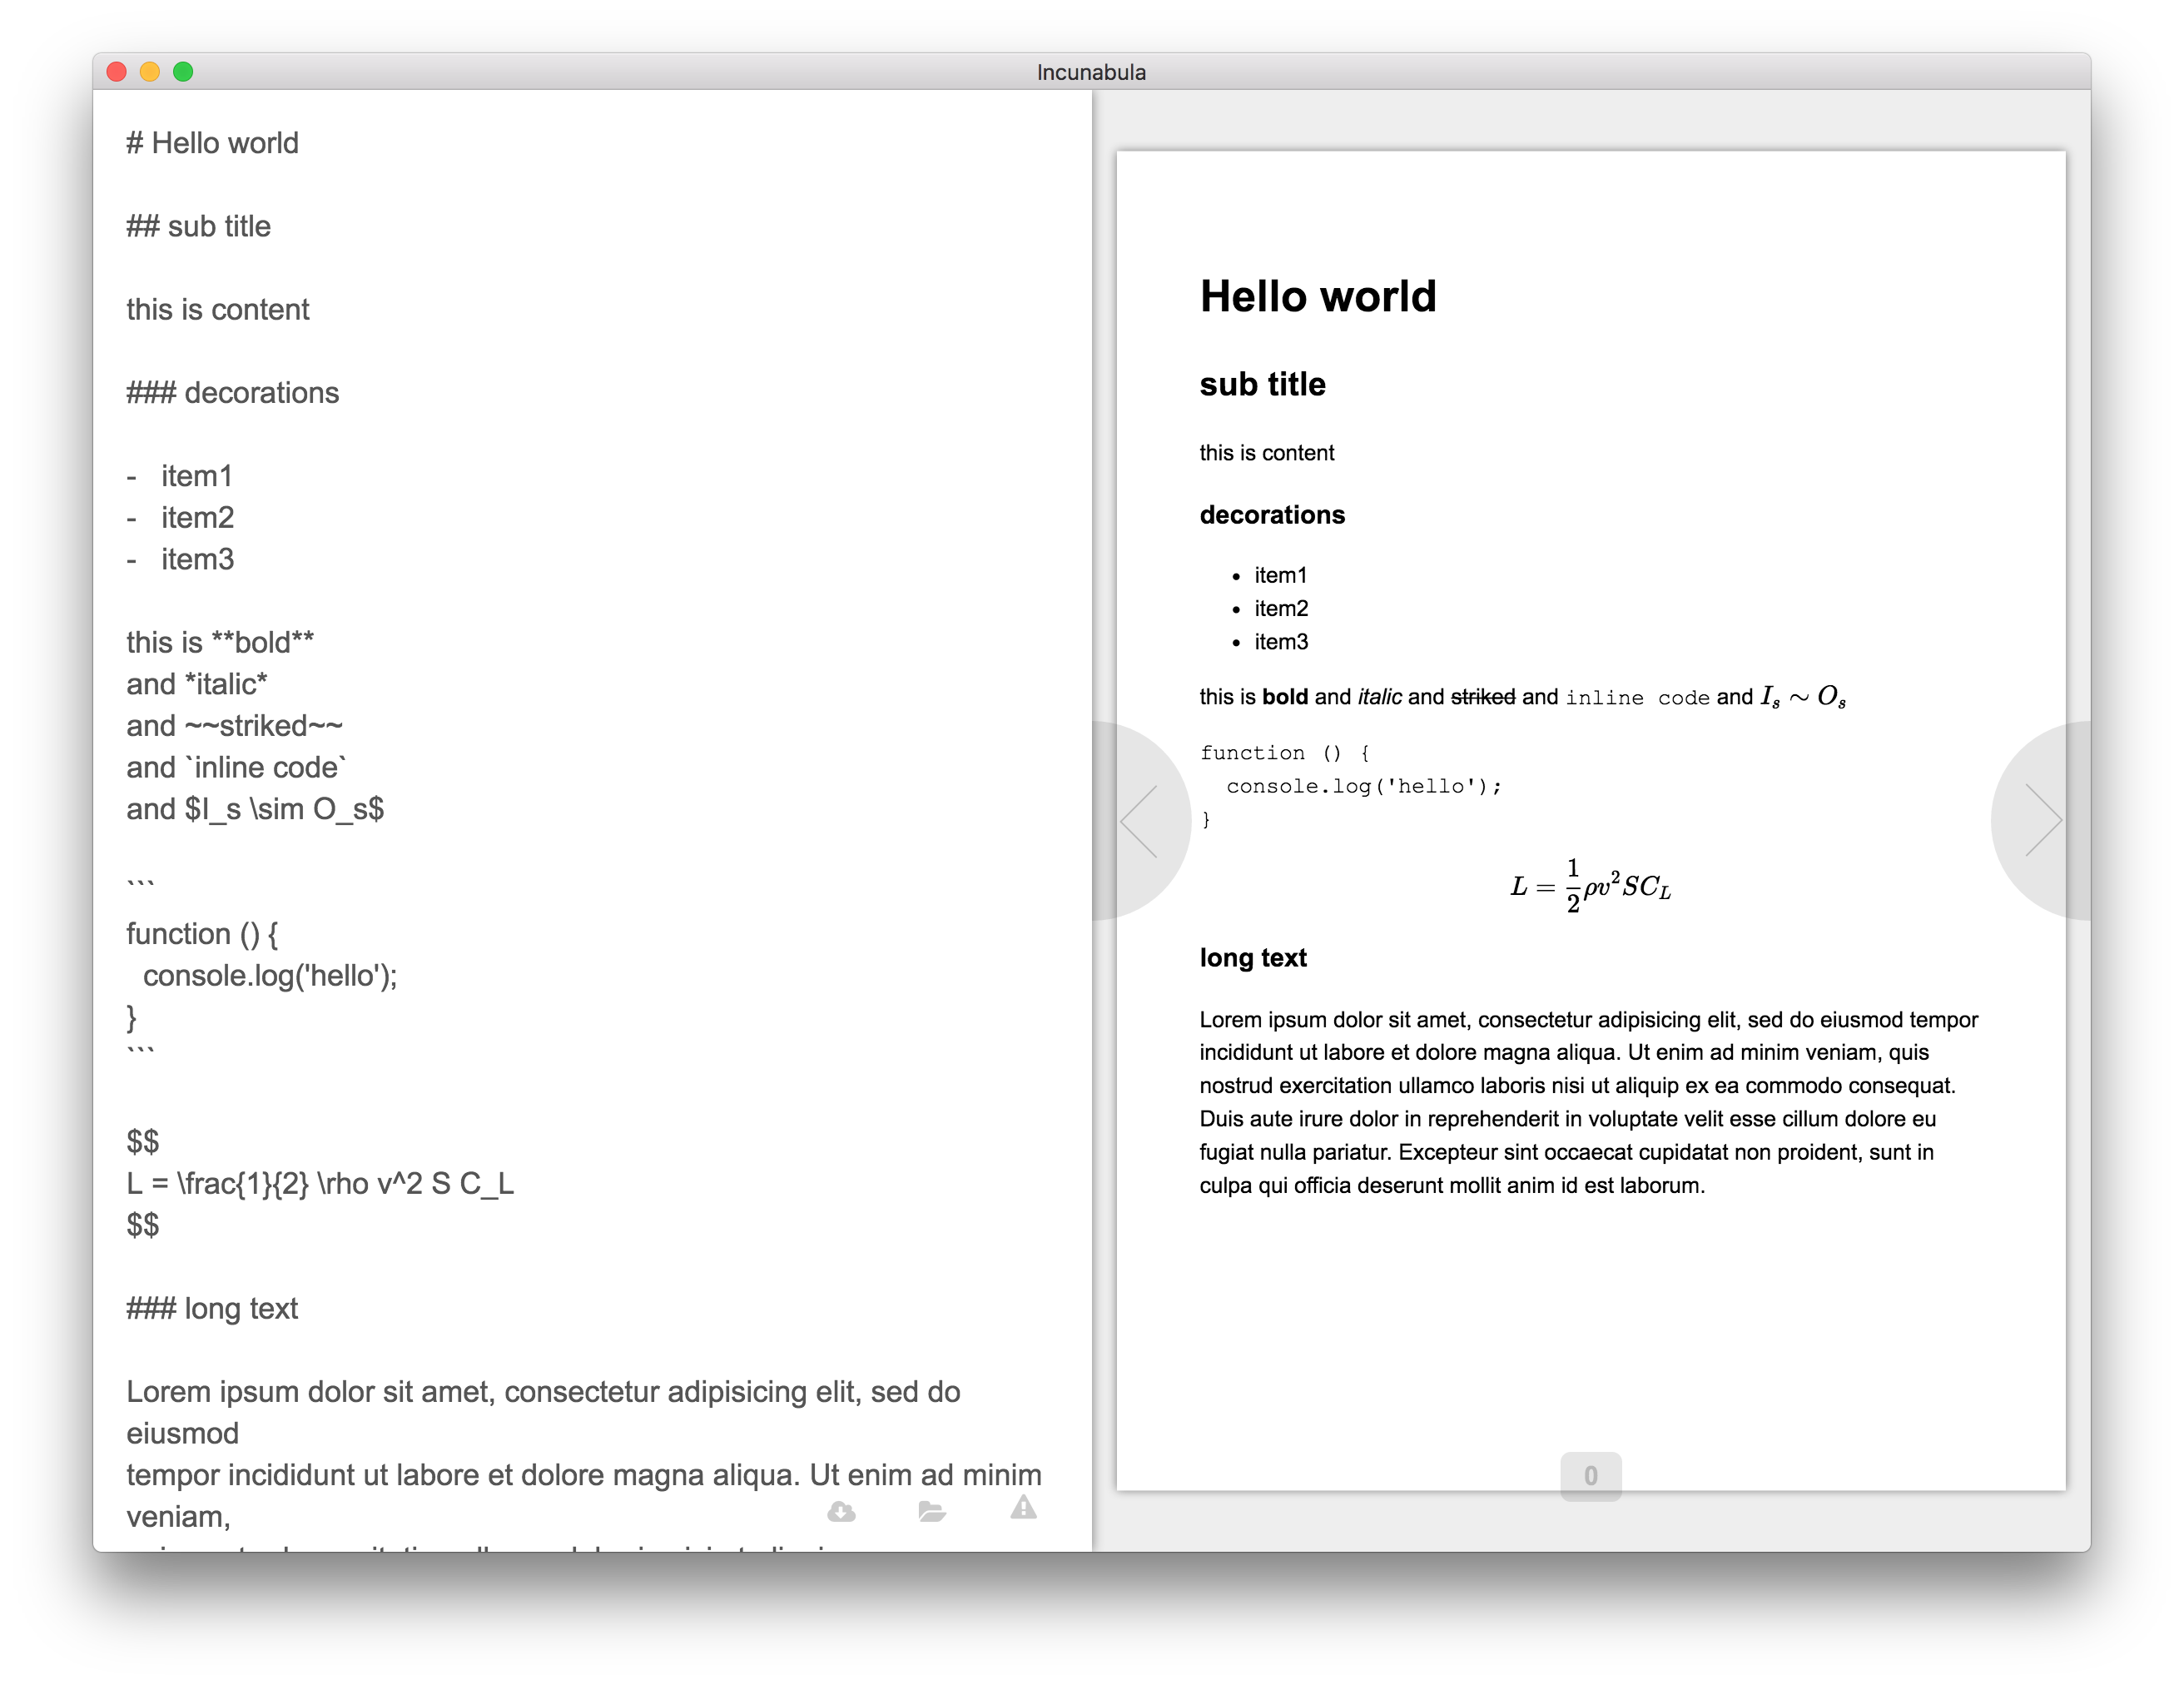 Incunabula
# Hello world
## sub title
this is content
### decorations
- item1
- item2
- item3
this is **bold**
and *italic*
and ~~striked~~
and `inline code`
and $I_s \sim O_s$
```
function () {
  console.log('hello');
}
```
$$
L = \frac{1}{2} \rho v^2 S C_L
$$
### long text
Lorem ipsum dolor sit amet, consectetur adipisicing elit, sed do
eiusmod
tempor incididunt ut labore et dolore magna aliqua. Ut enim ad minim
veniam,
Hello world
sub title
this is content
decorations
• item1
• item2
• item3
this is bold and italic and striked and inline code and I_s ∼ O_s
function () {
  console.log('hello');
}
L = 1/2 ρv²SC_L
long text
Lorem ipsum dolor sit amet, consectetur adipisicing elit, sed do eiusmod tempor
incididunt ut labore et dolore magna aliqua. Ut enim ad minim veniam, quis
nostrud exercitation ullamco laboris nisi ut aliquip ex ea commodo consequat.
Duis aute irure dolor in reprehenderit in voluptate velit esse cillum dolore eu
fugiat nulla pariatur. Excepteur sint occaecat cupidatat non proident, sunt in
culpa qui officia deserunt mollit anim id est laborum.
0